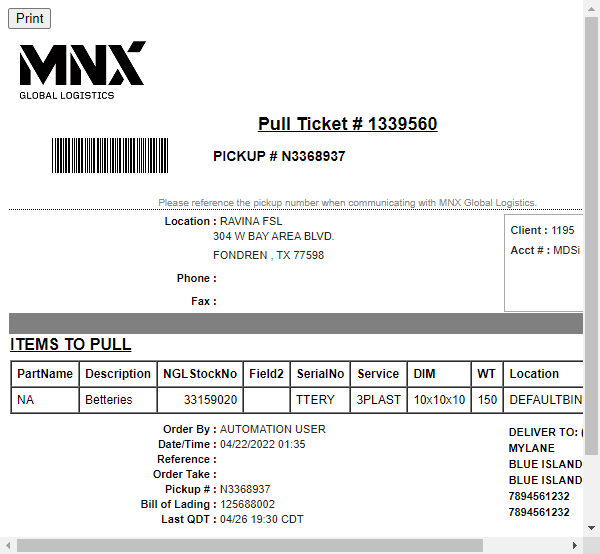 Print
MNX
GLOBAL LOGISTICS
Pull Ticket # 1339560
PICKUP # N3368937
Please reference the pickup number when communicating with MNX Global Logistics.
Location : RAVINA FSL
304 W BAY AREA BLVD.
FONDREN , TX 77598
Phone :
Fax :
Client : 1195
Acct # : MDSi
ITEMS TO PULL
PartName Description NGLStockNo Field2 SerialNo Service DIM WT Location
NA Betteries 33159020 TTERY 3PLAST 10x10x10 150 DEFAULTBIN
Order By : AUTOMATION USER
Date/Time : 04/22/2022 01:35
Reference :
Order Take :
Pickup # : N3368937
Bill of Lading : 125688002
Last QDT : 04/26 19:30 CDT
DELIVER TO: (
MYLANE
BLUE ISLAND
BLUE ISLAND
7894561232
7894561232